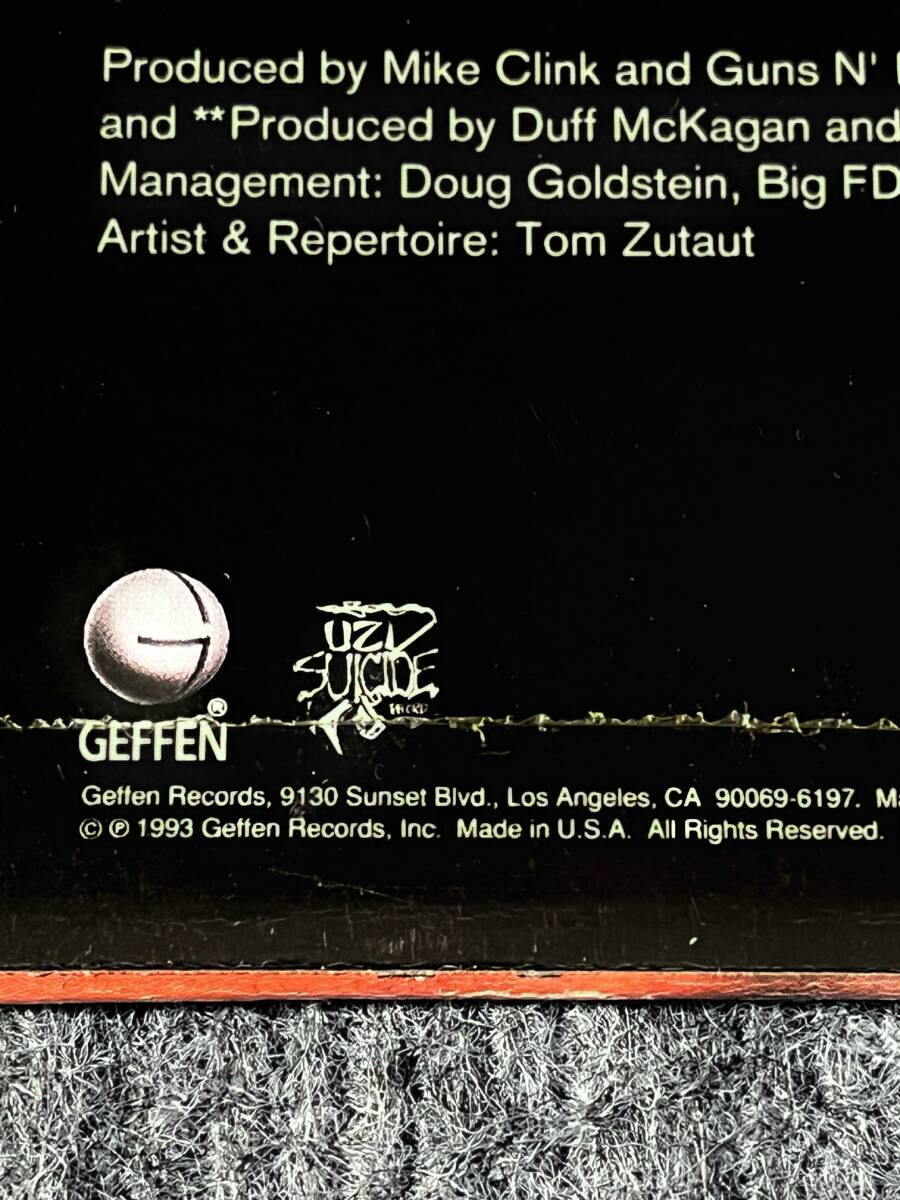 Produced by Mike Clink and Guns N'
and **Produced by Duff McKagan and
Management: Doug Goldstein, Big FD
Artist & Repertoire: Tom Zutaut
UZI
SUICIDE
®
GEFFEN
Geffen Records, 9130 Sunset Blvd., Los Angeles, CA 90069-6197. Ma
© ℗ 1993 Geffen Records, Inc. Made in U.S.A. All Rights Reserved.